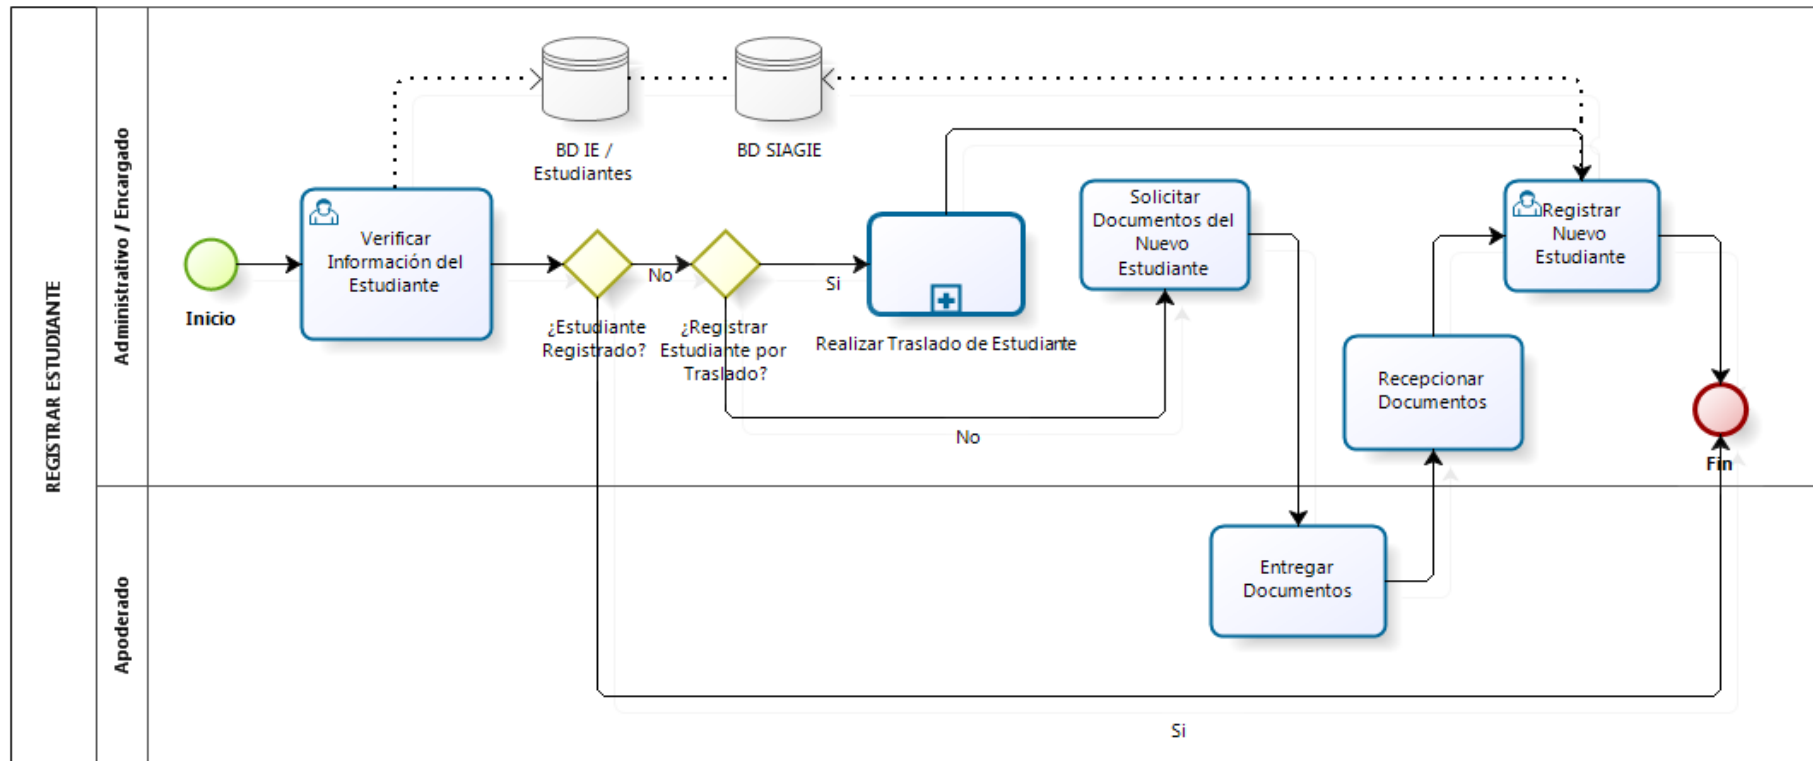 REGISTRAR ESTUDIANTE
Administrativo / Encargado
Apoderado
BD IE /
Estudiantes
BD SIAGIE
Inicio
Verificar
Información del
Estudiante
¿Estudiante
Registrado?
No
¿Registrar
Estudiante por
Traslado?
Si
Realizar Traslado de Estudiante
No
Solicitar
Documentos del
Nuevo
Estudiante
Registrar
Nuevo
Estudiante
Recepcionar
Documentos
Fin
Entregar
Documentos
Si